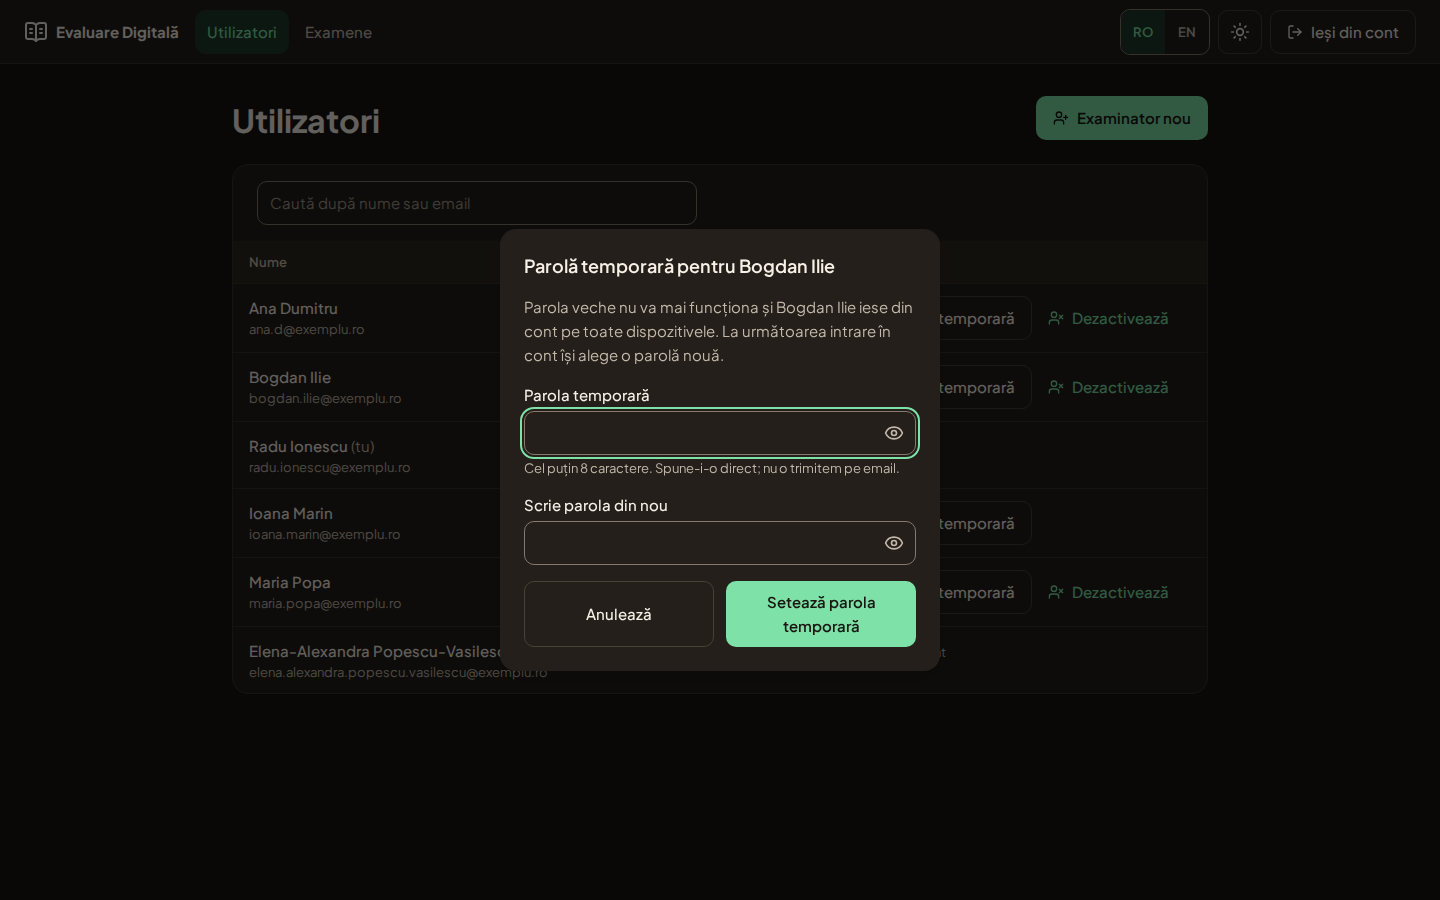 Evaluare Digitală
Utilizatori
Examene
RO
EN
Ieși din cont
Utilizatori
Examinator nou
Caută după nume sau email
Nume
Ana Dumitru
ana.d@exemplu.ro
temporară
Dezactivează
Bogdan Ilie
bogdan.ilie@exemplu.ro
temporară
Dezactivează
Radu Ionescu (tu)
radu.ionescu@exemplu.ro
Ioana Marin
ioana.marin@exemplu.ro
temporară
Maria Popa
maria.popa@exemplu.ro
temporară
Dezactivează
Elena-Alexandra Popescu-Vasilesc
elena.alexandra.popescu.vasilescu@exemplu.ro
Parolă temporară pentru Bogdan Ilie
Parola veche nu va mai funcționa și Bogdan Ilie iese din
cont pe toate dispozitivele. La următoarea intrare în
cont își alege o parolă nouă.
Parola temporară
Cel puțin 8 caractere. Spune-i-o direct; nu o trimitem pe email.
Scrie parola din nou
Anulează
Setează parola
temporară